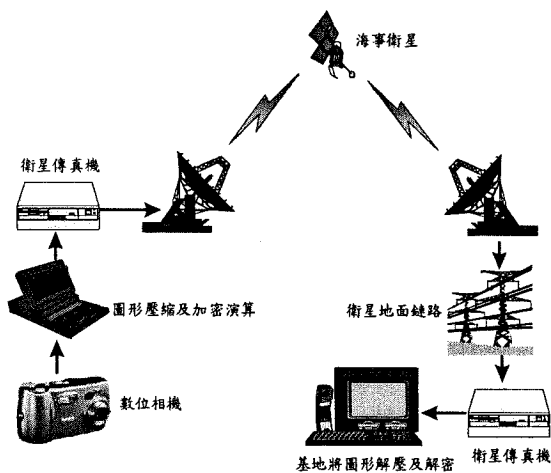 海事衛星
衛星傳真機
圖形壓縮及加密演算
數位相機
衛星地面鏈路
衛星傳真機
基地將圖形解壓及解密